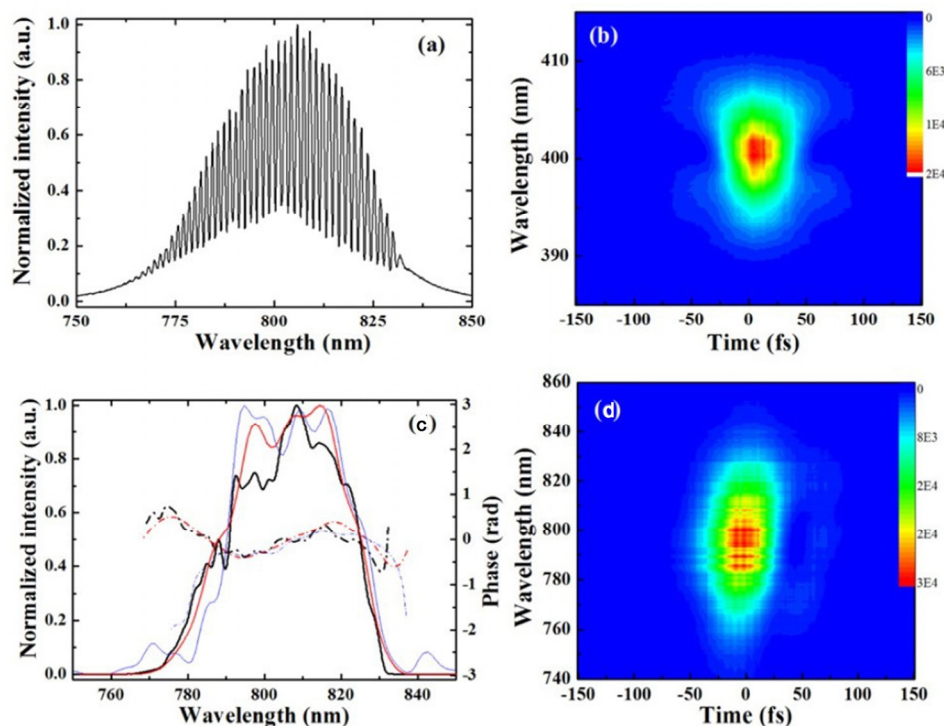 (a)
Normalized intensity (a.u.)
1.0
0.8
0.6
0.4
0.2
0.0
750
775
800
825
850
Wavelength (nm)
(b)
Wavelength (nm)
410
400
390
-150
-100
-50
0
50
100
150
Time (fs)
0
6E3
1E4
2E4
(c)
Normalized intensity (a.u.)
1.0
0.8
0.6
0.4
0.2
0.0
3
2
1
0
-1
-2
-3
Phase (rad)
760
780
800
820
840
Wavelength (nm)
(d)
Wavelength (nm)
860
840
820
800
780
760
740
-150
-100
-50
0
50
100
150
Time (fs)
0
8E3
2E4
2E4
3E4